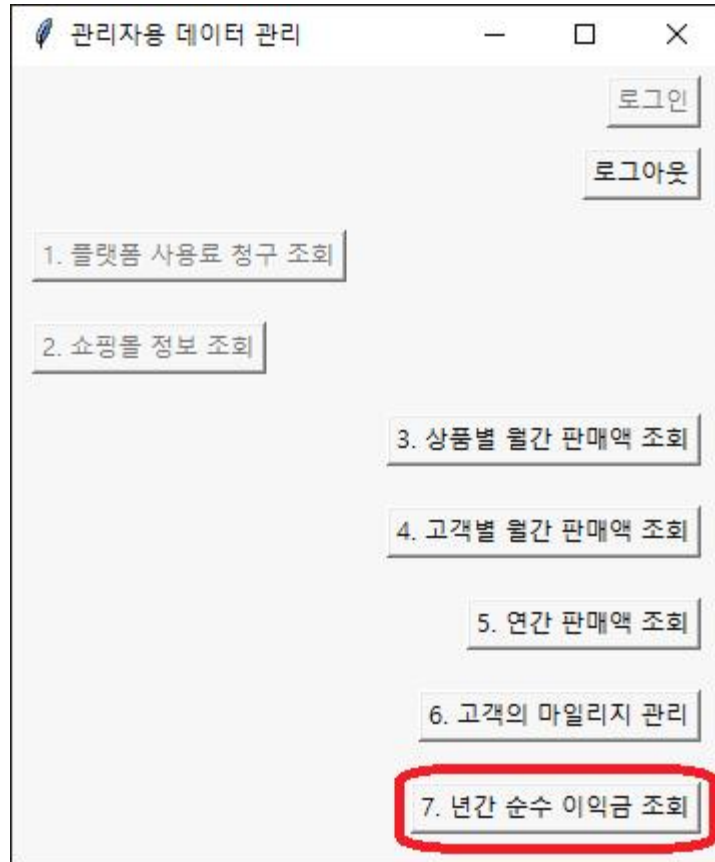 관리자용 데이터 관리
로그인
로그아웃
1. 플랫폼 사용료 청구 조회
2. 쇼핑몰 정보 조회
3. 상품별 월간 판매액 조회
4. 고객별 월간 판매액 조회
5. 연간 판매액 조회
6. 고객의 마일리지 관리
7. 년간 순수 이익금 조회